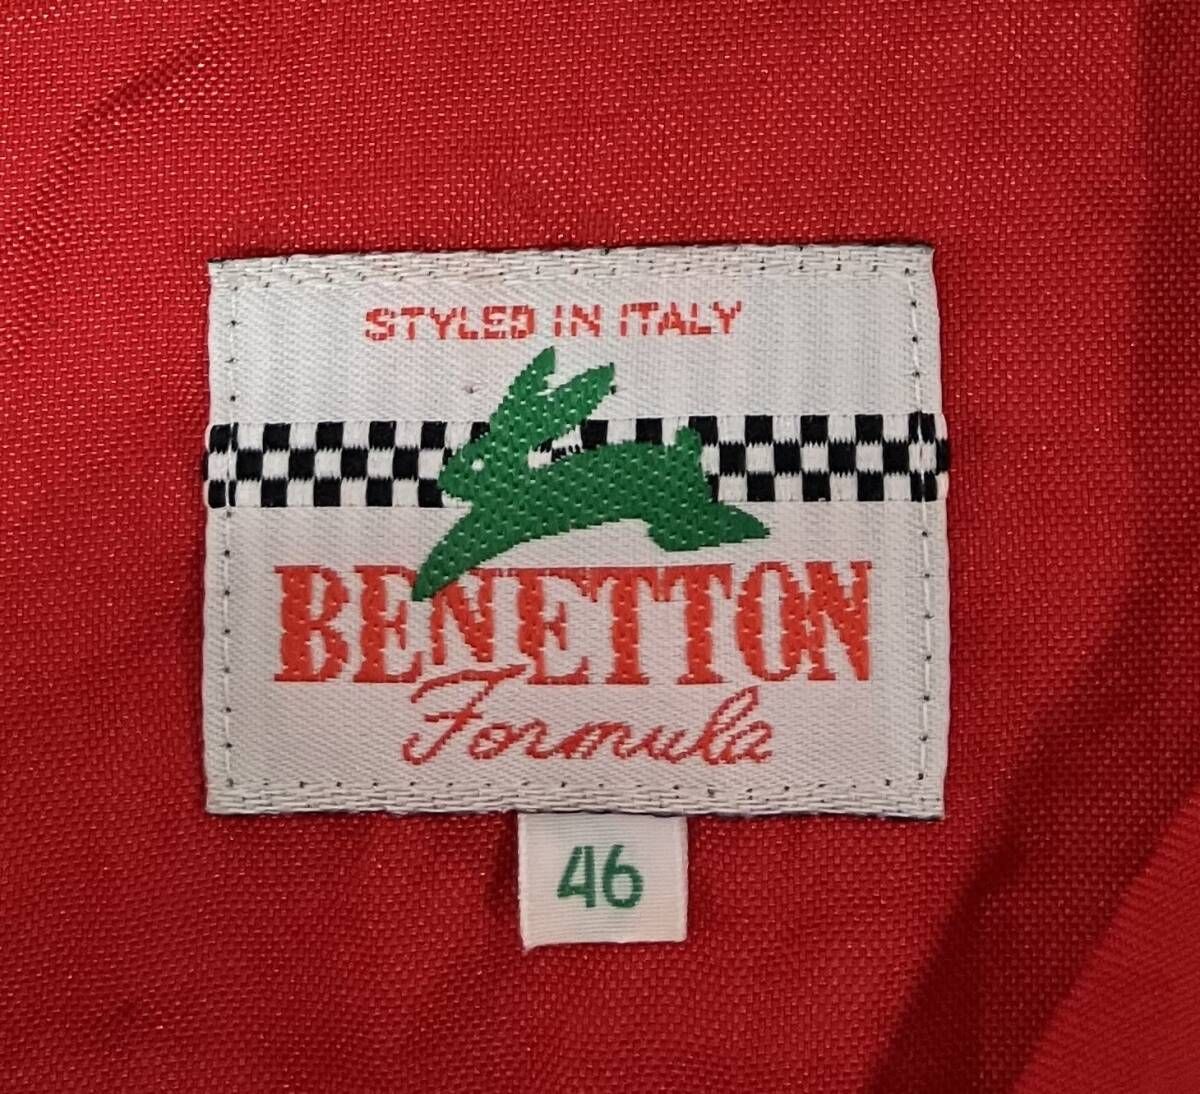 STYLED IN ITALY
BENETTON
Formula
46